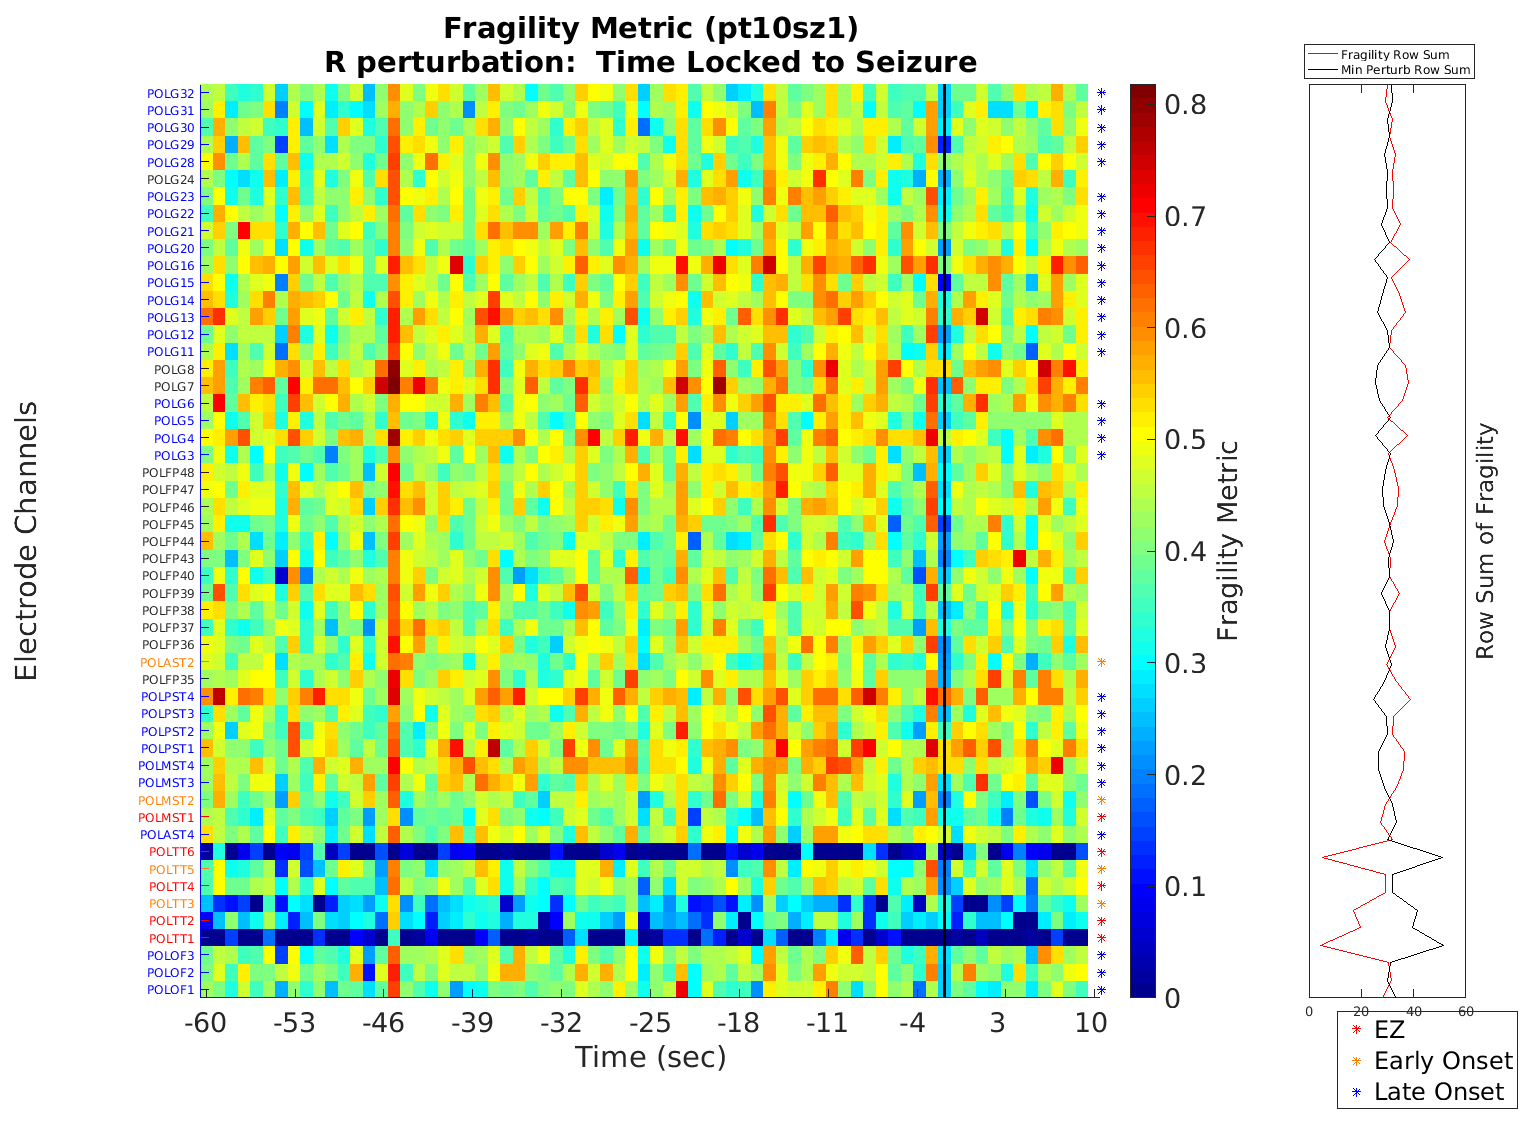 Fragility Metric (pt10sz1)
R perturbation:  Time Locked to Seizure
Electrode Channels
POLG32
POLG31
POLG30
POLG29
POLG28
POLG24
POLG23
POLG22
POLG21
POLG20
POLG16
POLG15
POLG14
POLG13
POLG12
POLG11
POLG8
POLG7
POLG6
POLG5
POLG4
POLG3
POLFP48
POLFP47
POLFP46
POLFP45
POLFP44
POLFP43
POLFP40
POLFP39
POLFP38
POLFP37
POLFP36
POLAST2
POLFP35
POLPST4
POLPST3
POLPST2
POLPST1
POLMST4
POLMST3
POLMST2
POLMST1
POLAST4
POLTT6
POLTT5
POLTT4
POLTT3
POLTT2
POLTT1
POLOF3
POLOF2
POLOF1
-60 -53 -46 -39 -32 -25 -18 -11 -4 3 10
Time (sec)
0.8
0.7
0.6
0.5
0.4
0.3
0.2
0.1
0
Fragility Metric
Fragility Row Sum
Min Perturb Row Sum
0 20 40 60
Row Sum of Fragility
EZ
Early Onset
Late Onset